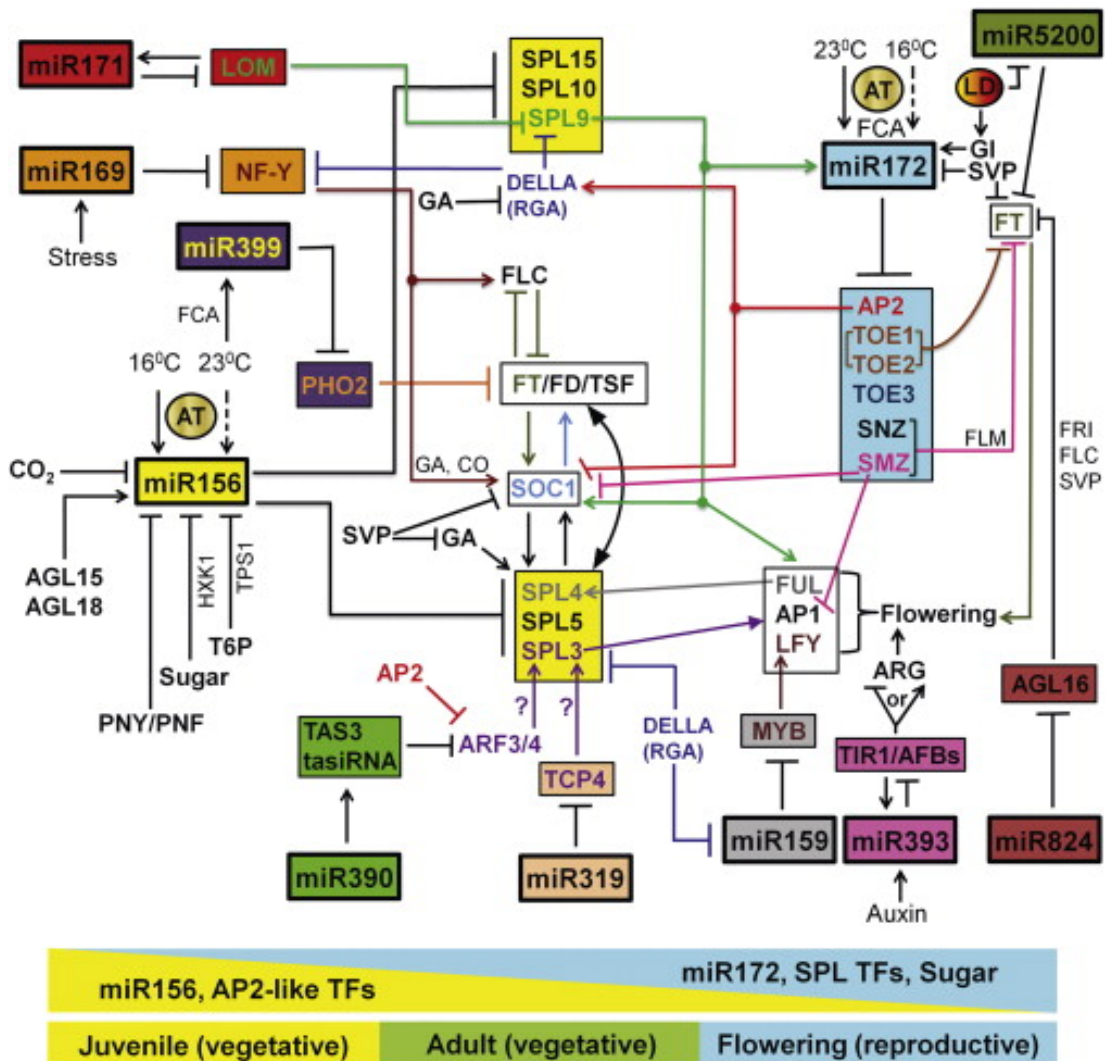 miR171
LOM
SPL15
SPL10
SPL9
23⁰C
16⁰C
AT
FCA
miR172
LD
GI
SVP
miR5200
FT
miR169
NF-Y
GA
DELLA
(RGA)
Stress
miR399
FCA
16⁰C
23⁰C
AT
PHO2
FLC
FT/FD/TSF
AP2
TOE1
TOE2
TOE3
SNZ
SMZ
FLM
FRI
FLC
SVP
CO₂
miR156
GA, CO
SOC1
SVP
GA
AGL15
AGL18
HXK1
TPS1
T6P
Sugar
PNY/PNF
SPL4
SPL5
SPL3
FUL
AP1
LFY
Flowering
ARG
or
AP2
?
?
TAS3
tasiRNA
ARF3/4
TCP4
DELLA
(RGA)
MYB
TIR1/AFBs
AGL16
miR390
miR319
miR159
miR393
miR824
Auxin
miR156, AP2-like TFs
miR172, SPL TFs, Sugar
Juvenile (vegetative)
Adult (vegetative)
Flowering (reproductive)